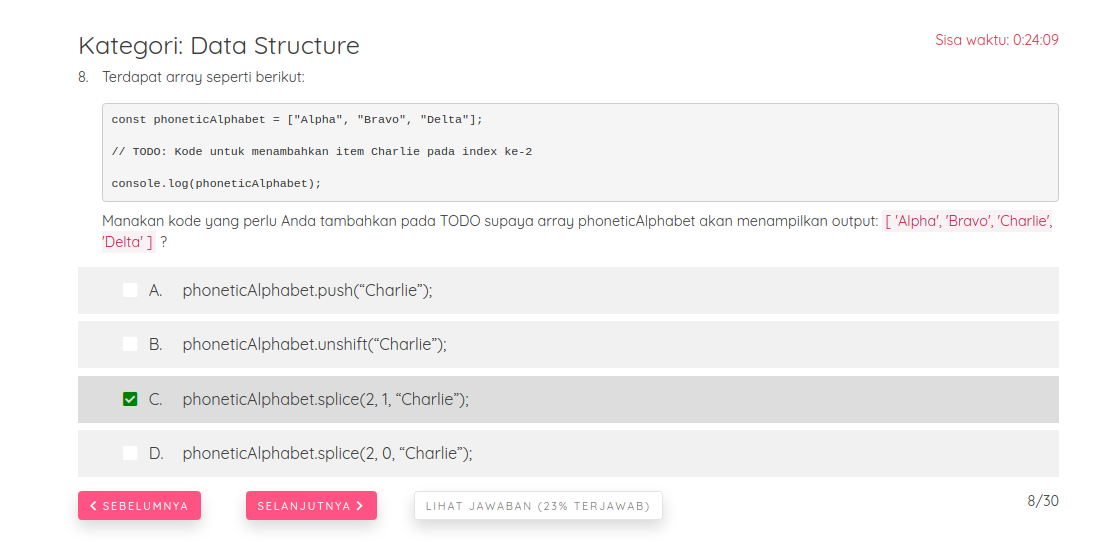 Kategori: Data Structure
Sisa waktu: 0:24:09
8. Terdapat array seperti berikut:
const phoneticAlphabet = ["Alpha", "Bravo", "Delta"];
// TODO: Kode untuk menambahkan item Charlie pada index ke-2
console.log(phoneticAlphabet);
Manakan kode yang perlu Anda tambahkan pada TODO supaya array phoneticAlphabet akan menampilkan output: [ 'Alpha', 'Bravo', 'Charlie',
'Delta' ] ?
A. phoneticAlphabet.push(“Charlie”);
B. phoneticAlphabet.unshift(“Charlie”);
C. phoneticAlphabet.splice(2, 1, “Charlie”);
D. phoneticAlphabet.splice(2, 0, “Charlie”);
SEBELUMNYA
SELANJUTNYA
LIHAT JAWABAN (23% TERJAWAB)
8/30